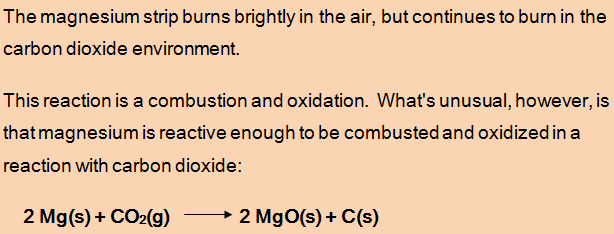 The magnesium strip burns brightly in the air, but continues to burn in the
carbon dioxide environment.
This reaction is a combustion and oxidation.  What's unusual, however, is
that magnesium is reactive enough to be combusted and oxidized in a
reaction with carbon dioxide:
2 Mg(s) + CO₂(g) ⟶ 2 MgO(s) + C(s)